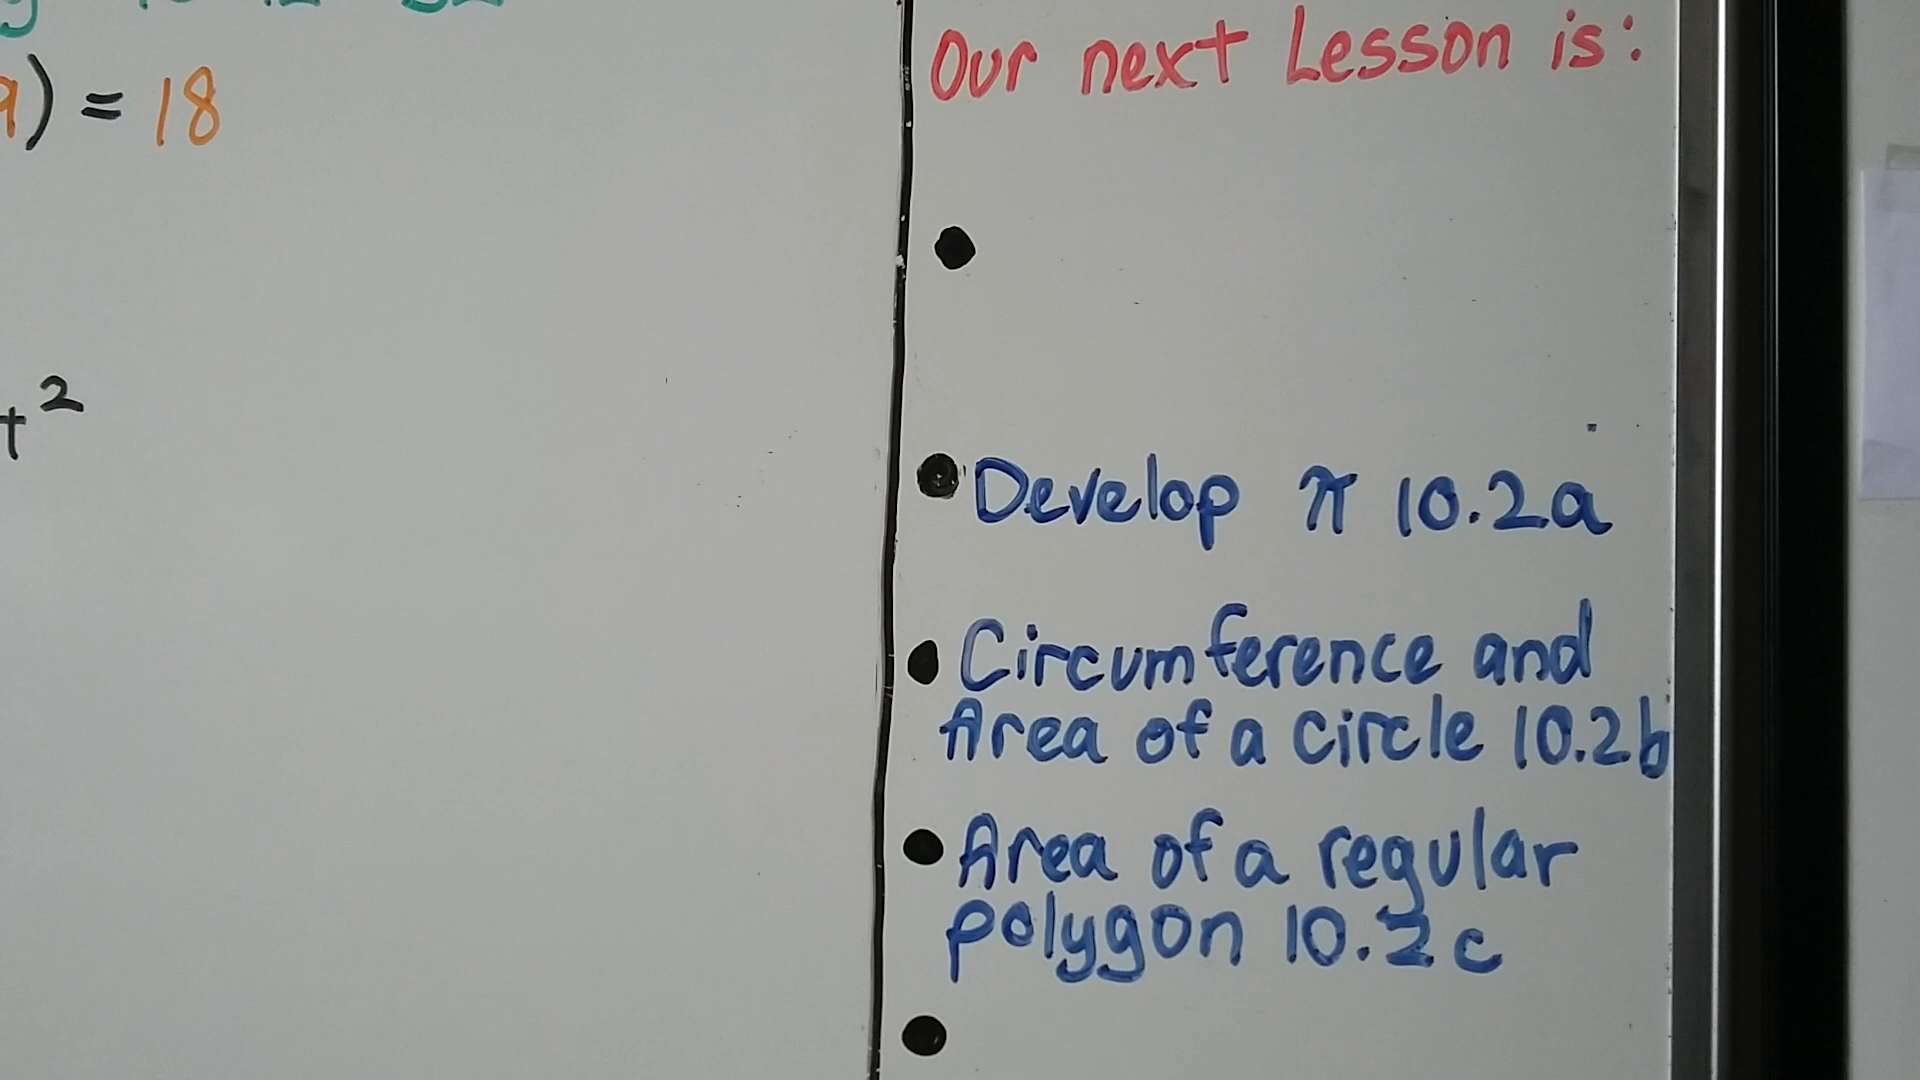 ) = 18
t²
Our next Lesson is:
•
• Develop π 10.2a
• Circumference and
Area of a circle 10.2b
• Area of a regular
polygon 10.2c
•